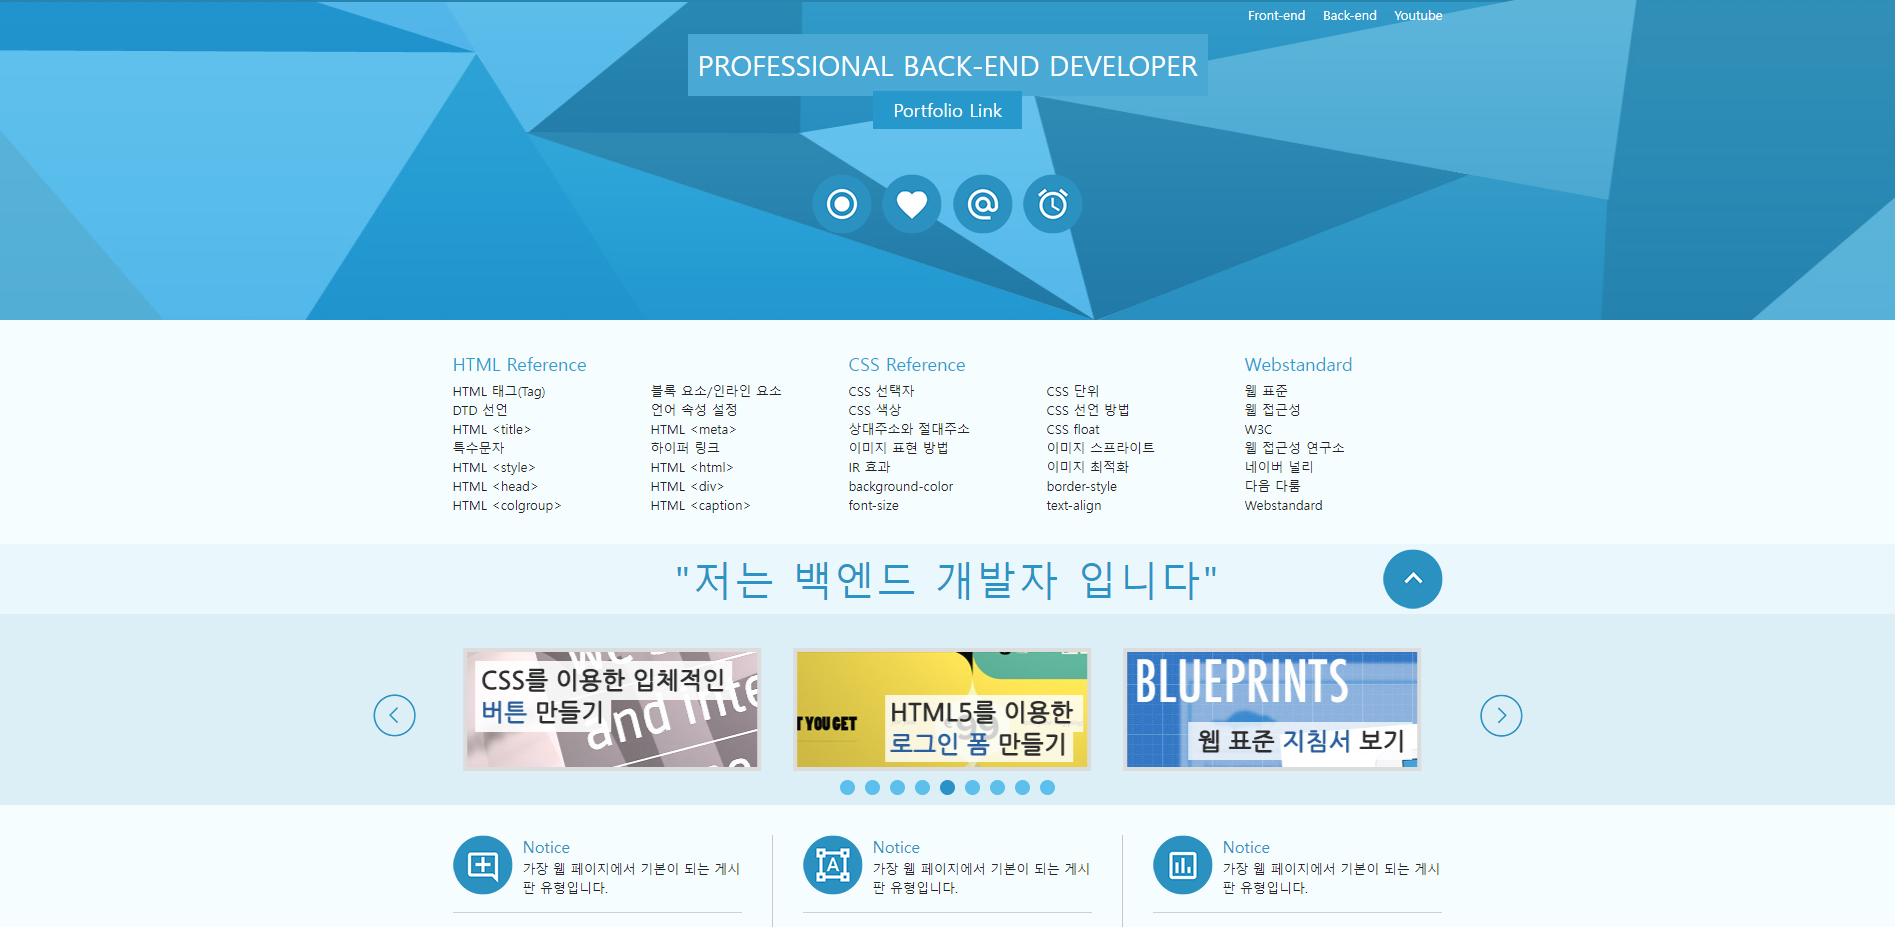 Front-end Back-end Youtube
PROFESSIONAL BACK-END DEVELOPER
Portfolio Link
HTML Reference
HTML 태그(Tag)
DTD 선언
HTML <title>
특수문자
HTML <style>
HTML <head>
HTML <colgroup>
블록 요소/인라인 요소
언어 속성 설정
HTML <meta>
하이퍼 링크
HTML <html>
HTML <div>
HTML <caption>
CSS Reference
CSS 선택자
CSS 색상
상대주소와 절대주소
이미지 표현 방법
IR 효과
background-color
font-size
CSS 단위
CSS 선언 방법
CSS float
이미지 스프라이트
이미지 최적화
border-style
text-align
Webstandard
웹 표준
웹 접근성
W3C
웹 접근성 연구소
네이버 널리
다음 다룸
Webstandard
"저는 백엔드 개발자 입니다"
CSS를 이용한 입체적인
버튼 만들기
and inte
T YOU GET
HTML5를 이용한
로그인 폼 만들기
99
BLUEPRINTS
웹 표준 지침서 보기
Notice
가장 웹 페이지에서 기본이 되는 게시
판 유형입니다.
Notice
가장 웹 페이지에서 기본이 되는 게시
판 유형입니다.
Notice
가장 웹 페이지에서 기본이 되는 게시
판 유형입니다.